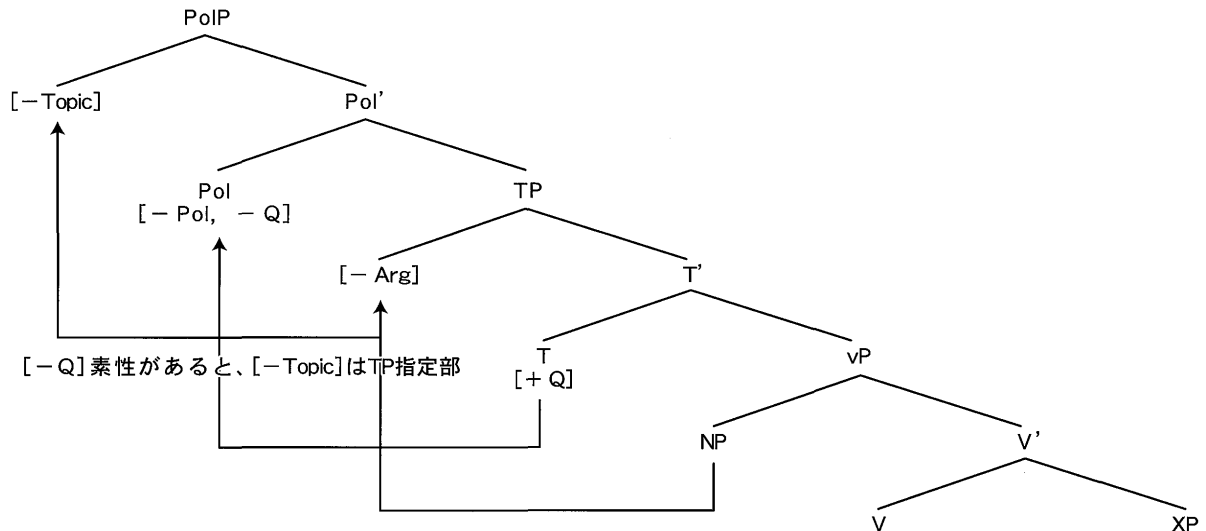 PolP
[－Topic]
Pol’
Pol
[－Pol, －Q]
TP
[－Arg]
T’
T
[＋Q]
vP
[－Q]素性があると、[－Topic]はTP指定部
NP
V’
V
XP